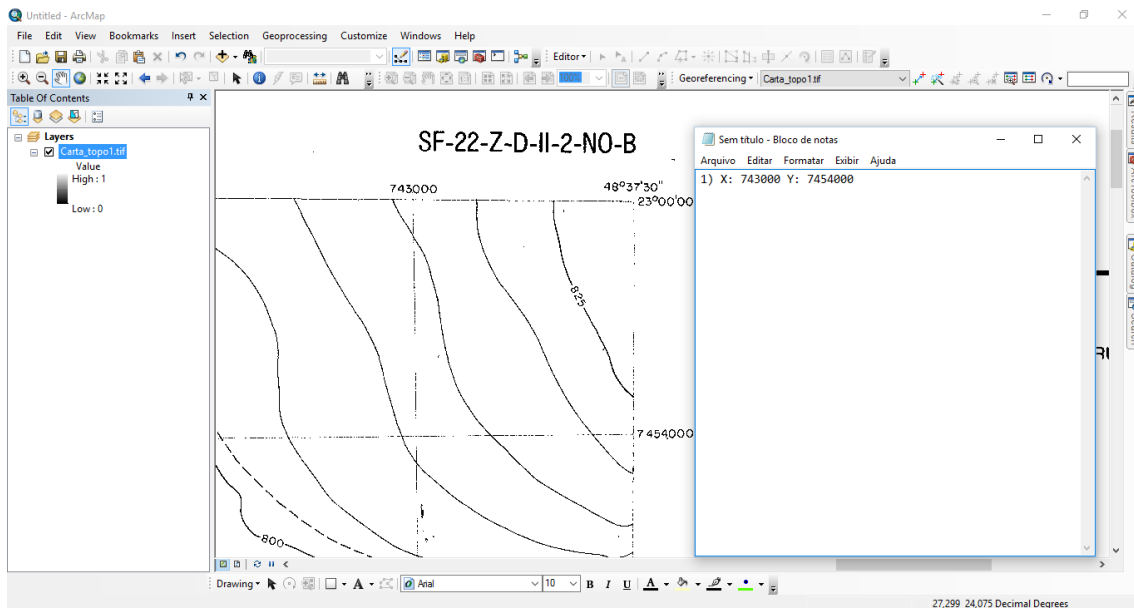 Untitled - ArcMap
File Edit View Bookmarks Insert Selection Geoprocessing Customize Windows Help
Editor
100%
Georeferencing Carta_topo1.tif
Table Of Contents
Layers
Carta_topo1.tif
Value
High : 1
Low : 0
SF-22-Z-D-II-2-NO-B
743000
48°37'30"
23°00'00
825
7454000
800
Sem título - Bloco de notas
Arquivo Editar Formatar Exibir Ajuda
1) X: 743000 Y: 7454000
Drawing A Arial 10 B I U A
27,299 24,075 Decimal Degrees